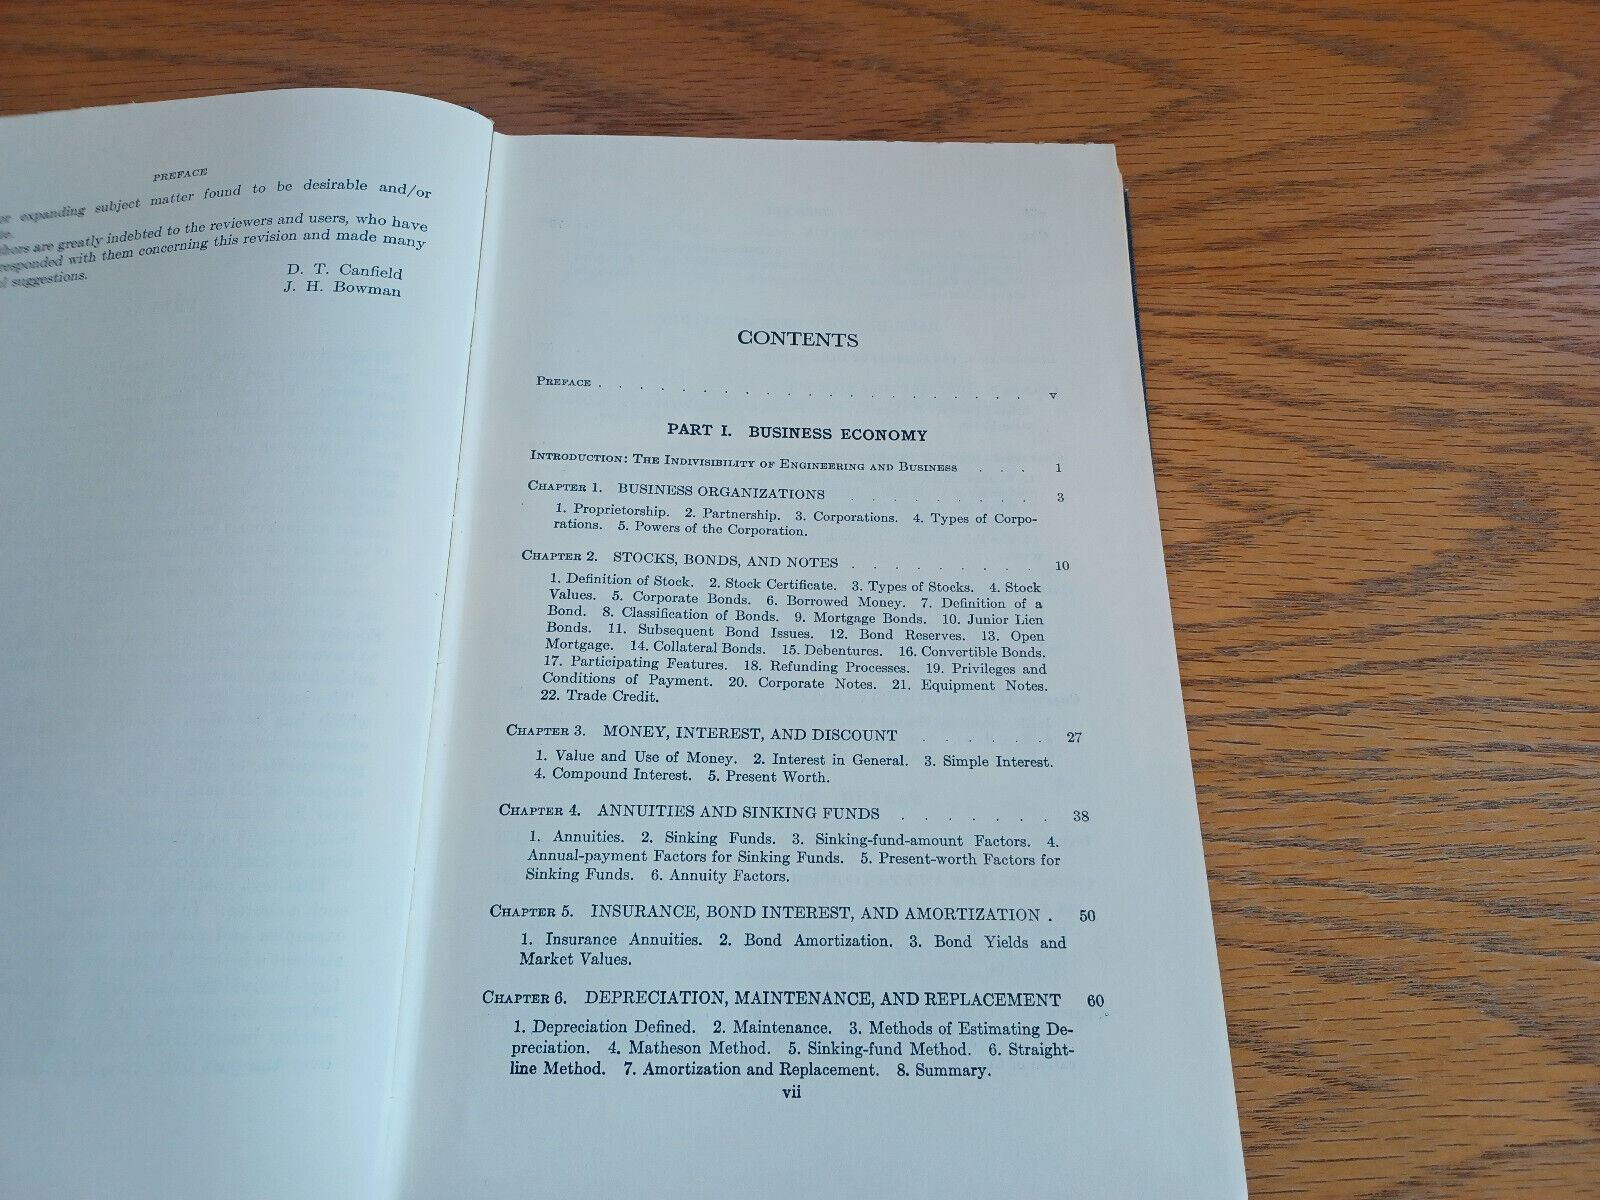 PREFACE
expanding subject matter found to be desirable and/or
are greatly indebted to the reviewers and users, who have
with them concerning this revision and made many
suggestions.
D. T. Canfield
J. H. Bowman
CONTENTS
PREFACE . . . . . . . . . . . . . . . . . . . . . v
PART I. BUSINESS ECONOMY
INTRODUCTION: THE INDIVISIBILITY OF ENGINEERING AND BUSINESS . . . 1
CHAPTER 1. BUSINESS ORGANIZATIONS . . . . . . . . . 3
1. Proprietorship. 2. Partnership. 3. Corporations. 4. Types of Corpo-
rations. 5. Powers of the Corporation.
CHAPTER 2. STOCKS, BONDS, AND NOTES . . . . . . . . . 10
1. Definition of Stock. 2. Stock Certificate. 3. Types of Stocks. 4. Stock
Values. 5. Corporate Bonds. 6. Borrowed Money. 7. Definition of a
Bond. 8. Classification of Bonds. 9. Mortgage Bonds. 10. Junior Lien
Bonds. 11. Subsequent Bond Issues. 12. Bond Reserves. 13. Open
Mortgage. 14. Collateral Bonds. 15. Debentures. 16. Convertible Bonds.
17. Participating Features. 18. Refunding Processes. 19. Privileges and
Conditions of Payment. 20. Corporate Notes. 21. Equipment Notes.
22. Trade Credit.
CHAPTER 3. MONEY, INTEREST, AND DISCOUNT . . . . . . 27
1. Value and Use of Money. 2. Interest in General. 3. Simple Interest.
4. Compound Interest. 5. Present Worth.
CHAPTER 4. ANNUITIES AND SINKING FUNDS . . . . . . . 38
1. Annuities. 2. Sinking Funds. 3. Sinking-fund-amount Factors. 4.
Annual-payment Factors for Sinking Funds. 5. Present-worth Factors for
Sinking Funds. 6. Annuity Factors.
CHAPTER 5. INSURANCE, BOND INTEREST, AND AMORTIZATION . 50
1. Insurance Annuities. 2. Bond Amortization. 3. Bond Yields and
Market Values.
CHAPTER 6. DEPRECIATION, MAINTENANCE, AND REPLACEMENT 60
1. Depreciation Defined. 2. Maintenance. 3. Methods of Estimating De-
preciation. 4. Matheson Method. 5. Sinking-fund Method. 6. Straight-
line Method. 7. Amortization and Replacement. 8. Summary.
vii